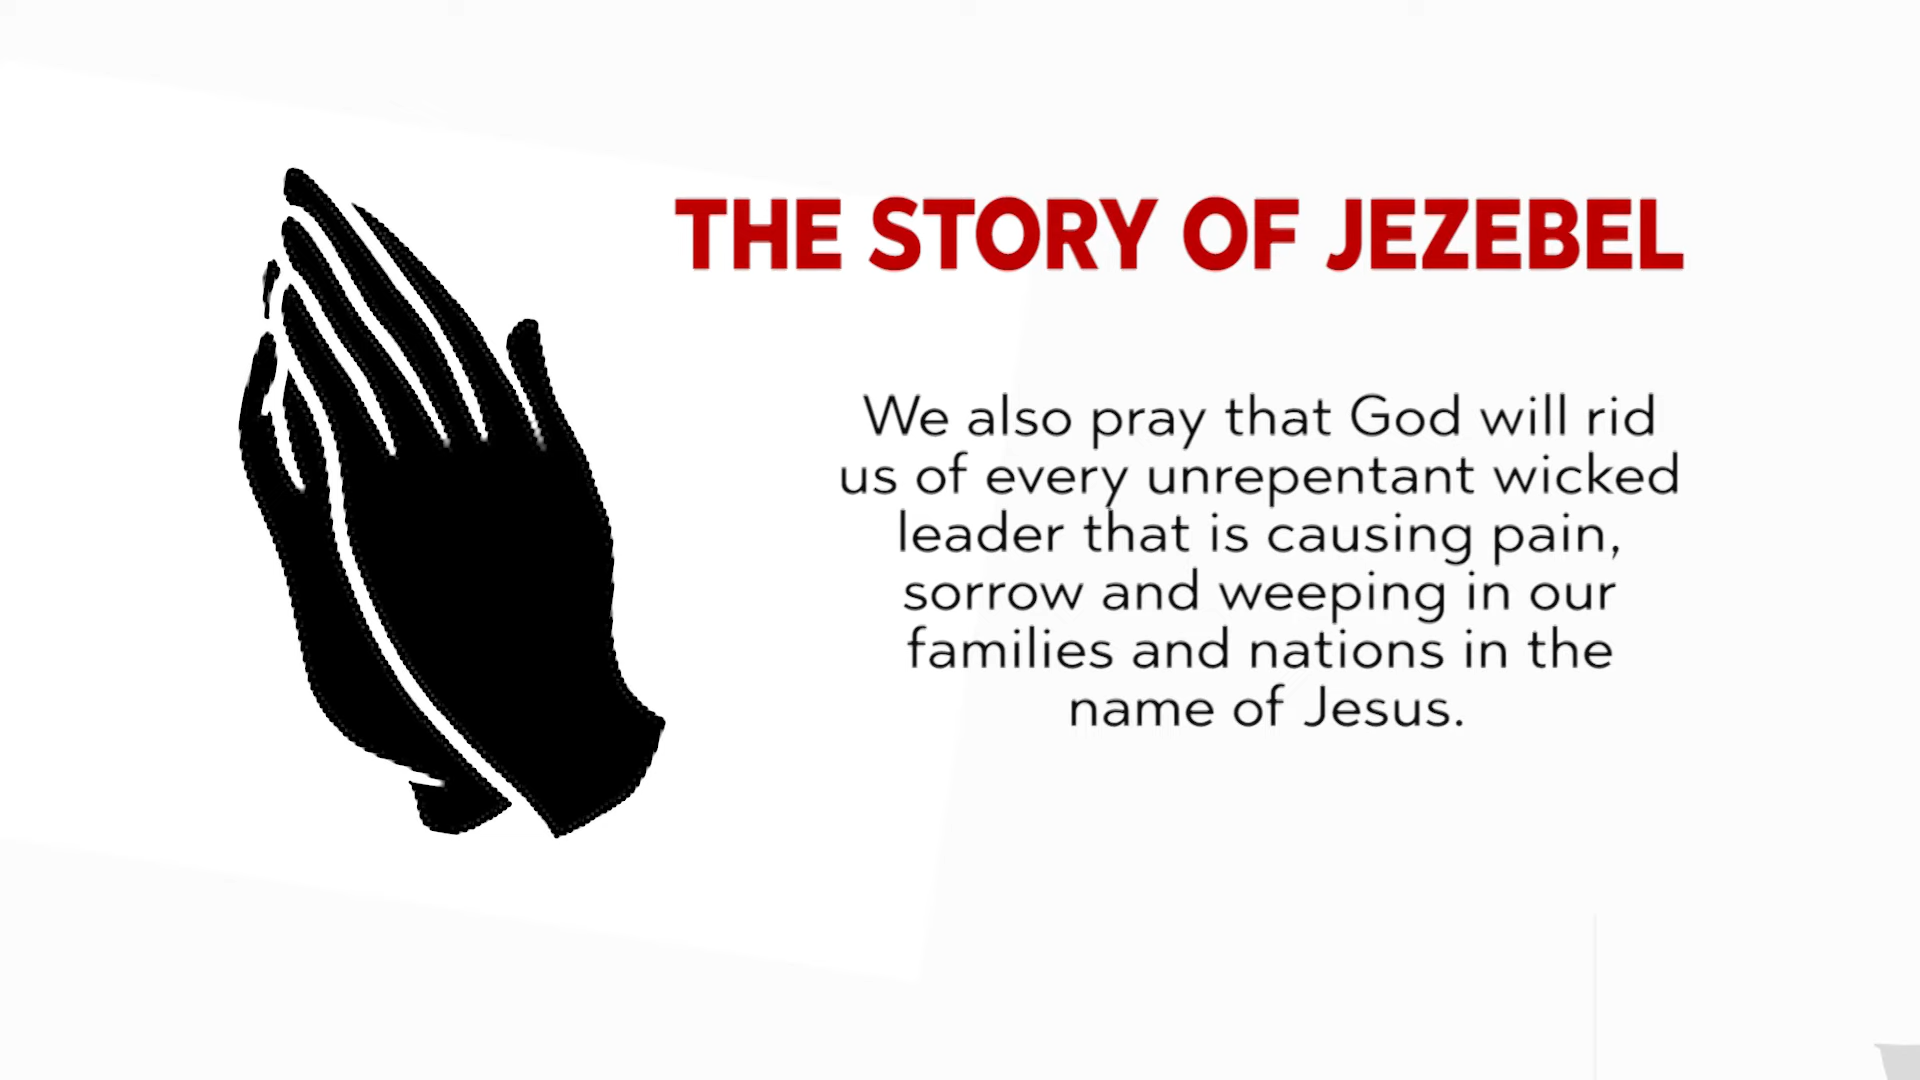 THE STORY OF JEZEBEL
We also pray that God will rid
us of every unrepentant wicked
leader that is causing pain,
sorrow and weeping in our
families and nations in the
name of Jesus.